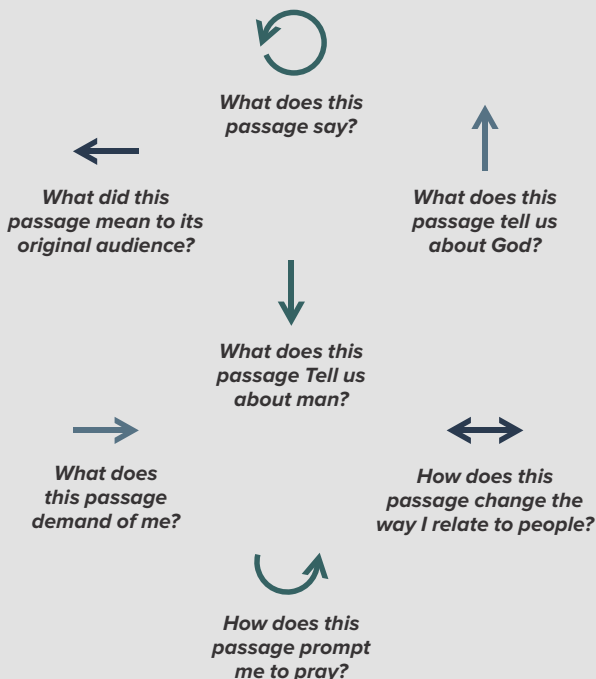 What does this
passage say?
What did this
passage mean to its
original audience?
What does this
passage tell us
about God?
What does this
passage Tell us
about man?
What does
this passage
demand of me?
How does this
passage change the
way I relate to people?
How does this
passage prompt
me to pray?